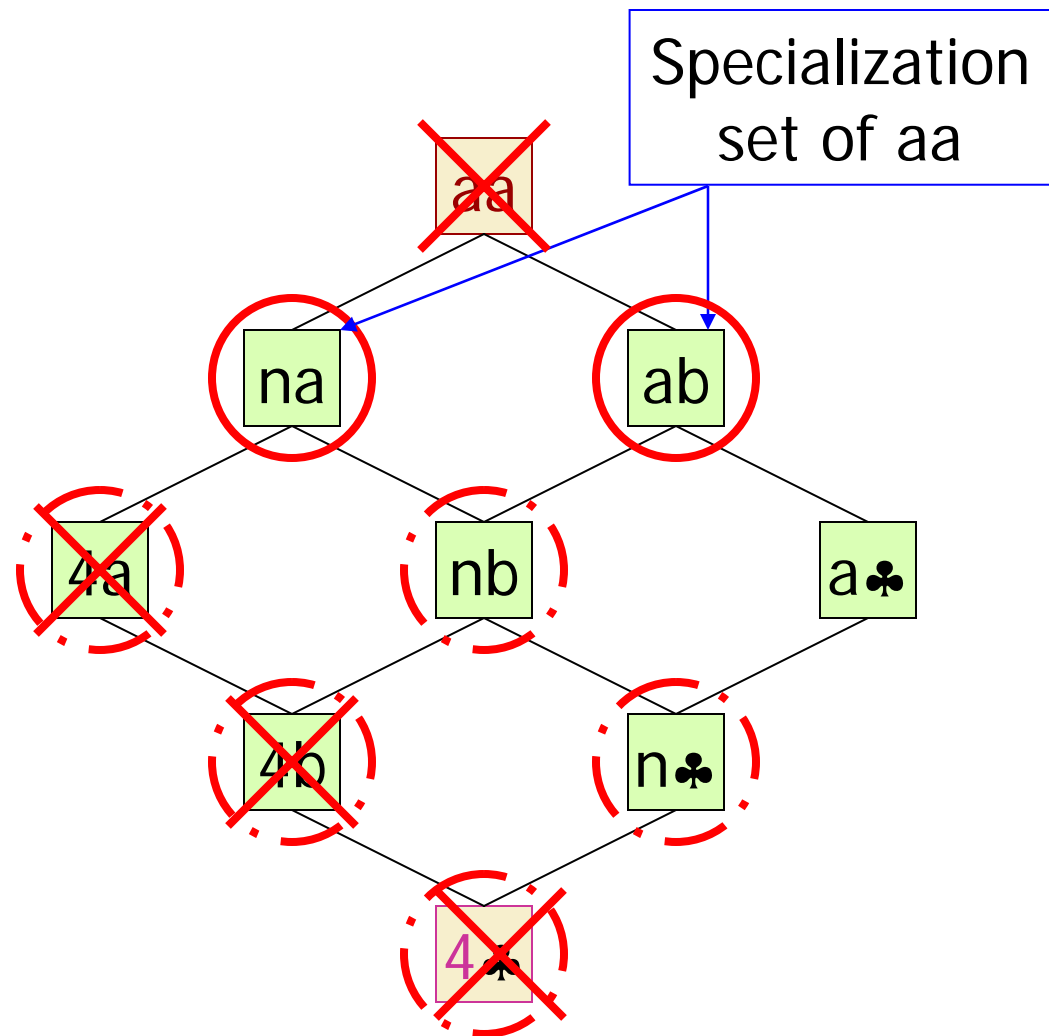 Specialization
set of aa
aa
na
ab
4a
nb
a♣
4b
n♣
4♣